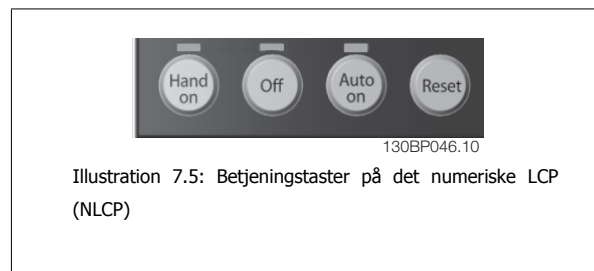 Hand
on
Off
Auto
on
Reset
130BP046.10
Illustration 7.5: Betjeningstaster på det numeriske LCP
(NLCP)